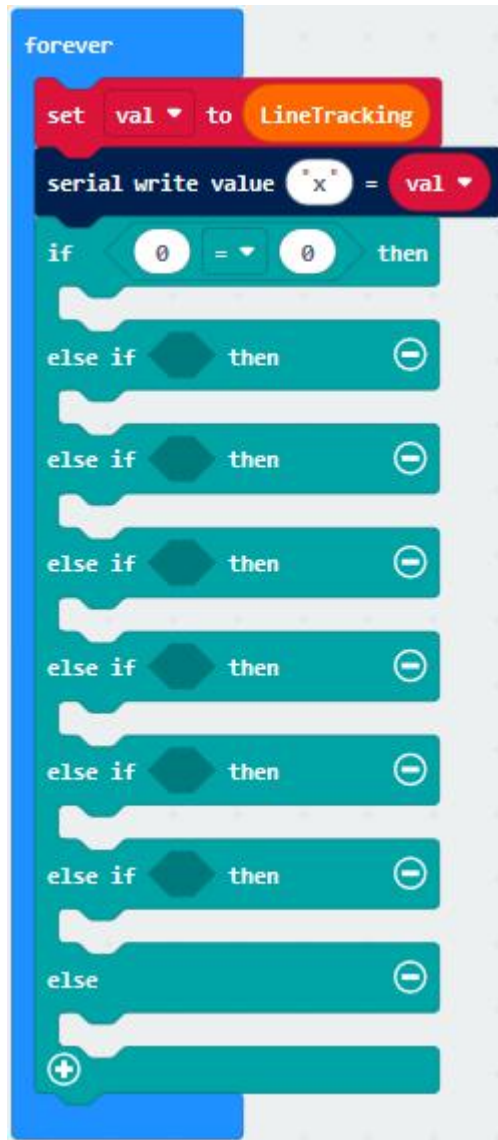 forever
set val to LineTracking
serial write value "x" = val
if 0 = 0 then
else if then
else if then
else if then
else if then
else if then
else if then
else